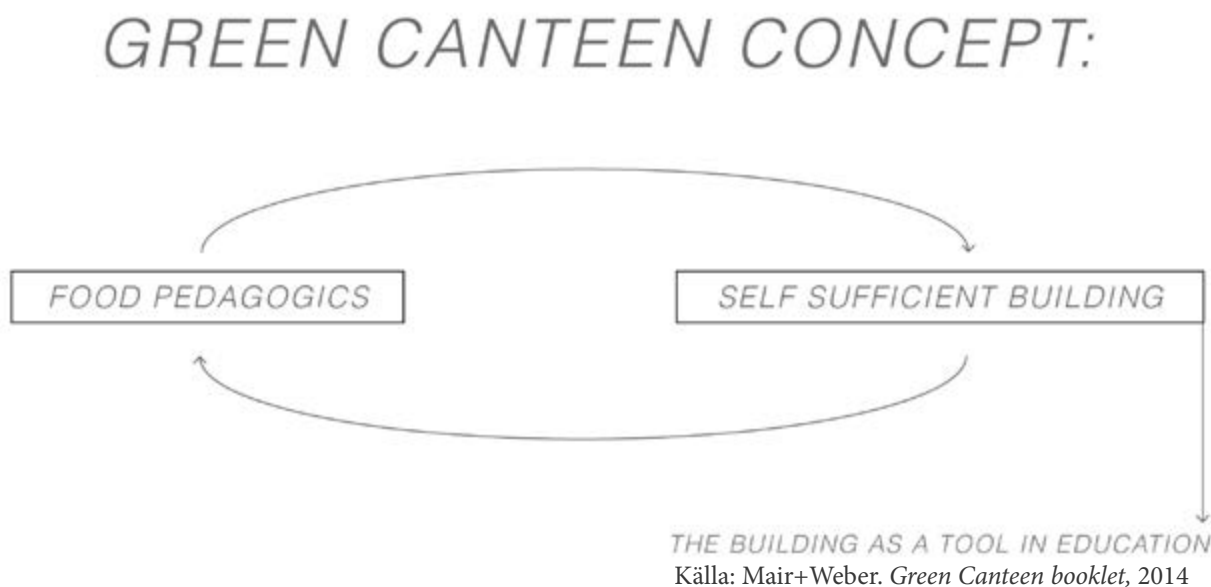 GREEN CANTEEN CONCEPT:
FOOD PEDAGOGICS
SELF SUFFICIENT BUILDING
THE BUILDING AS A TOOL IN EDUCATION
Källa: Mair+Weber. Green Canteen booklet, 2014